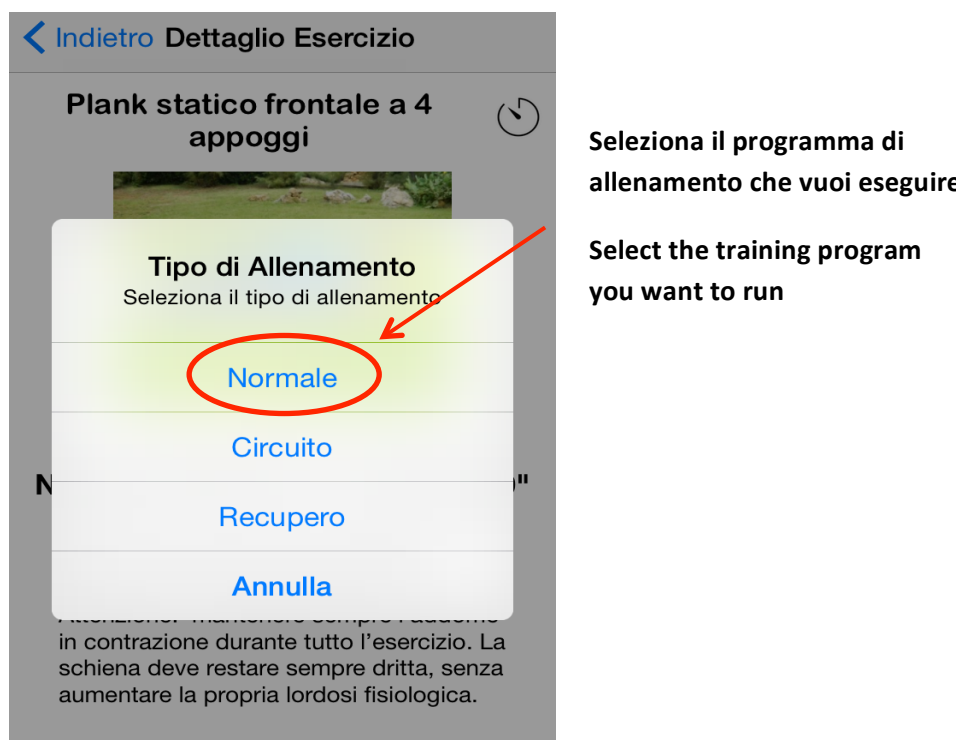 Indietro Dettaglio Esercizio
Plank statico frontale a 4
appoggi
Seleziona il programma di
allenamento che vuoi eseguire
Select the training program
you want to run
Tipo di Allenamento
Seleziona il tipo di allenamento
Normale
Circuito
N "
Recupero
Annulla
in contrazione durante tutto l'esercizio. La
schiena deve restare sempre dritta, senza
aumentare la propria lordosi fisiologica.